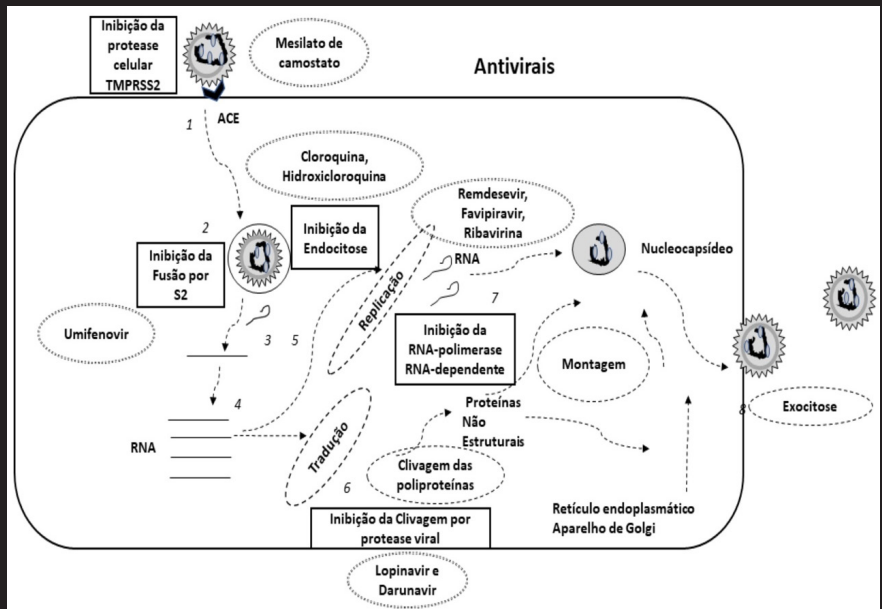 Inibição da
protease
celular
TMPRSS2
Mesilato de
camostato
Antivirais
1
ACE
Cloroquina,
Hidroxicloroquina
2
Inibição da
Endocitose
Remdesevir,
Favipiravir,
Ribavirina
Inibição da
Fusão por
S2
RNA
Nucleocapsídeo
Replicação
7
Umifenovir
3
5
Inibição da
RNA-polimerase
RNA-dependente
Montagem
4
RNA
Tradução
Proteínas
Não
Estruturais
8
Exocitose
Clivagem das
poliproteínas
6
Retículo endoplasmático
Aparelho de Golgi
Inibição da Clivagem por
protease viral
Lopinavir e
Darunavir